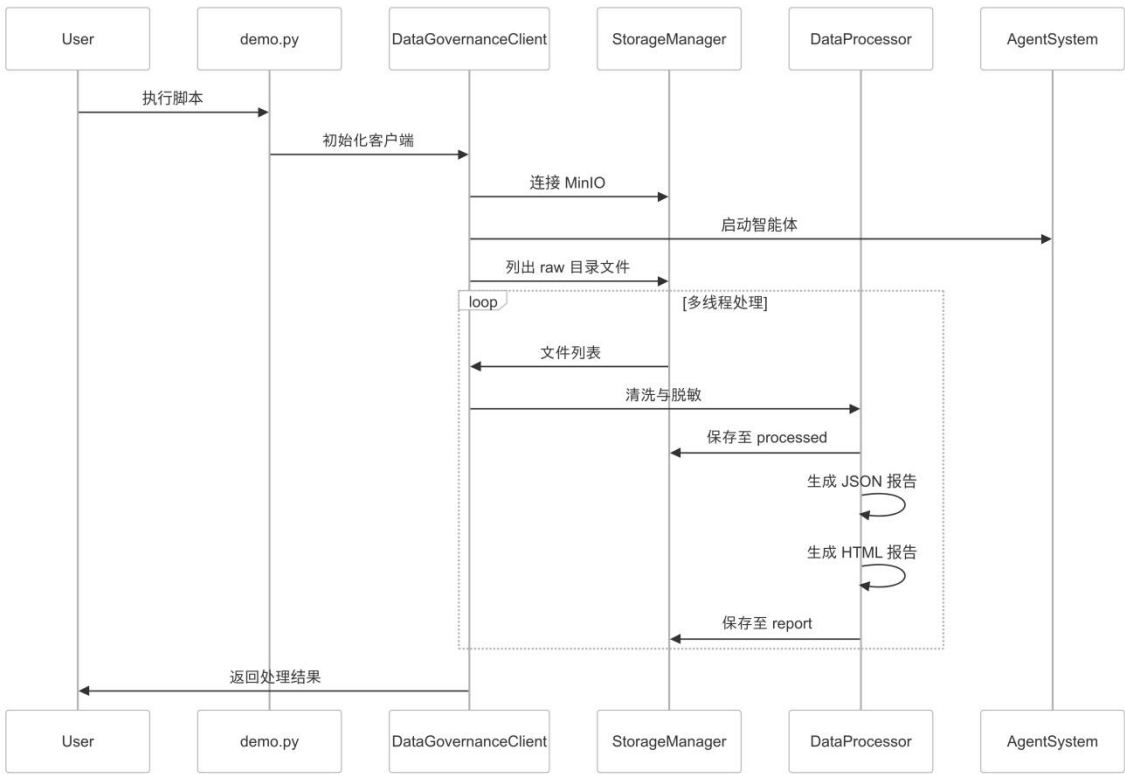 User
demo.py
DataGovernanceClient
StorageManager
DataProcessor
AgentSystem
执行脚本
初始化客户端
连接 MinIO
启动智能体
列出 raw 目录文件
loop
[多线程处理]
文件列表
清洗与脱敏
保存至 processed
生成 JSON 报告
生成 HTML 报告
保存至 report
返回处理结果
User
demo.py
DataGovernanceClient
StorageManager
DataProcessor
AgentSystem